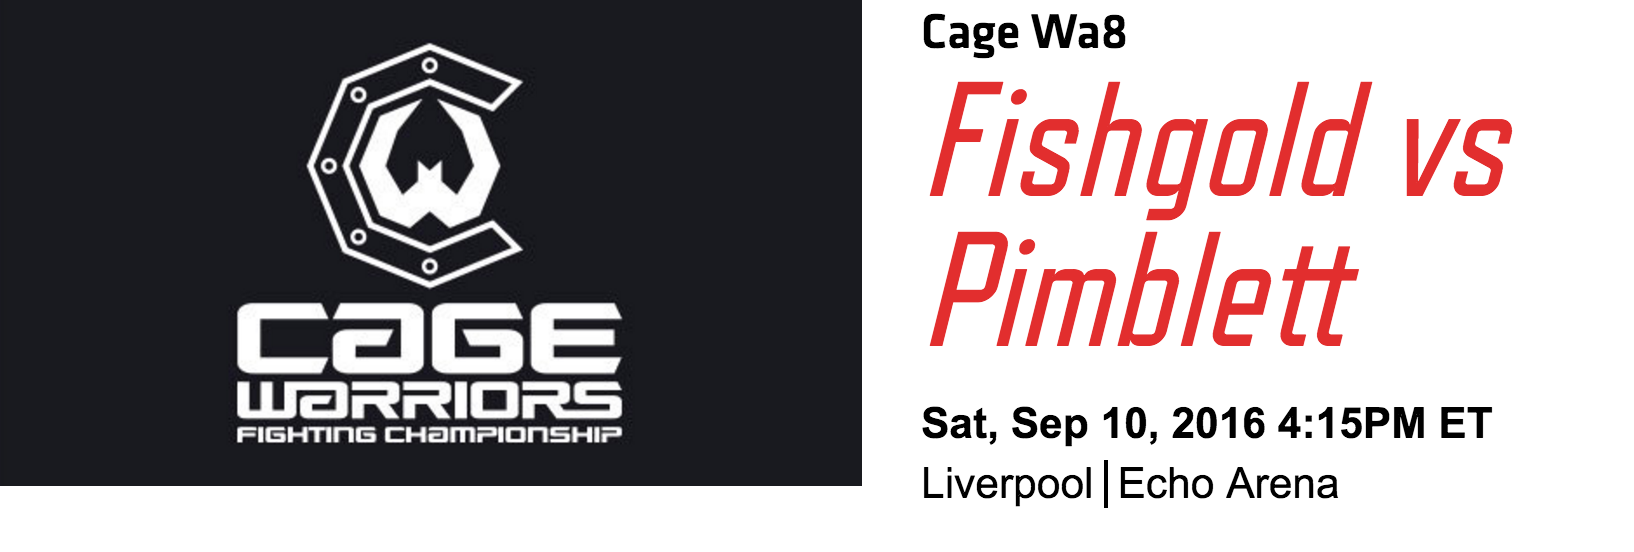 CAGE
WARRIORS
FIGHTING CHAMPIONSHIP
Cage Wa8
Fishgold vs
Pimblett
Sat, Sep 10, 2016 4:15PM ET
Liverpool|Echo Arena